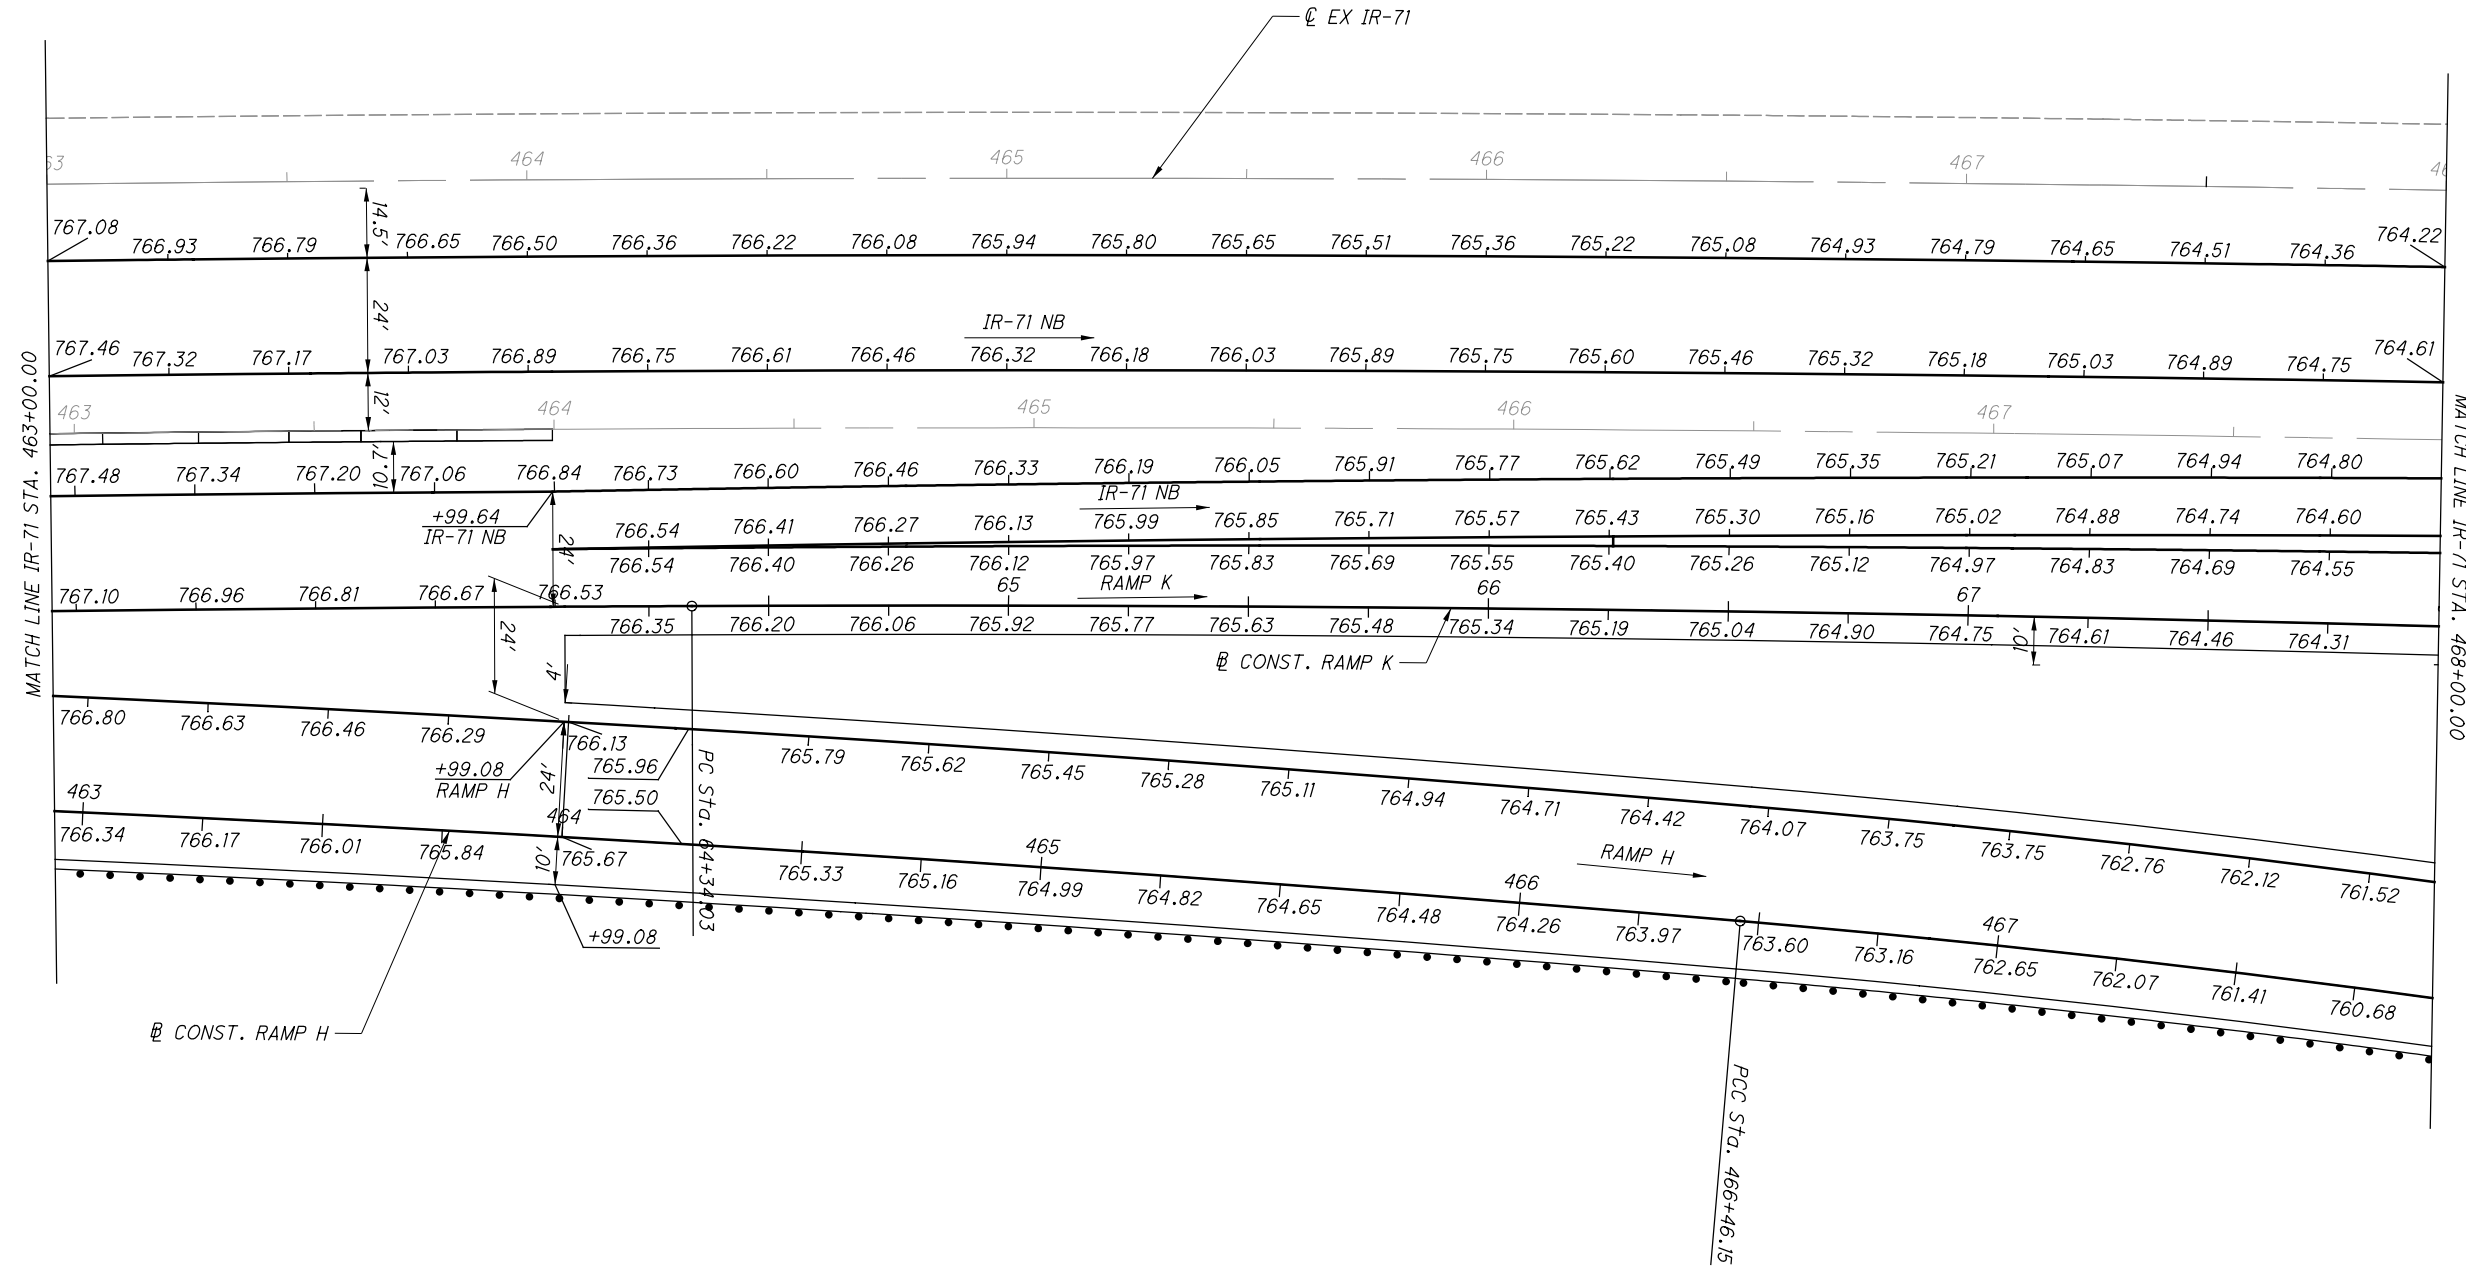 ℄ EX IR-71
63 464 465 466 467 46
14.5'
767.08 766.93 766.79 766.65 766.50 766.36 766.22 766.08 765.94 765.80 765.65 765.51 765.36 765.22 765.08 764.93 764.79 764.65 764.51 764.36 764.22
24'
IR-71 NB
767.46 767.32 767.17 767.03 766.89 766.75 766.61 766.46 766.32 766.18 766.03 765.89 765.75 765.60 765.46 765.32 765.18 765.03 764.89 764.75 764.61
12'
463 464 465 466 467
10.7'
767.48 767.34 767.20 767.06 766.84 766.73 766.60 766.46 766.33 766.19 766.05 765.91 765.77 765.62 765.49 765.35 765.21 765.07 764.94 764.80
IR-71 NB
+99.64
IR-71 NB
24'
766.54 766.41 766.27 766.13 765.99 765.85 765.71 765.57 765.43 765.30 765.16 765.02 764.88 764.74 764.60
766.54 766.40 766.26 766.12 765.97 765.83 765.69 765.55 765.40 765.26 765.12 764.97 764.83 764.69 764.55
65 66 67
RAMP K
767.10 766.96 766.81 766.67 766.53
766.35 766.20 766.06 765.92 765.77 765.63 765.48 765.34 765.19 765.04 764.90 764.75 764.61 764.46 764.31
10'
24'
4'
BL CONST. RAMP K
MATCH LINE IR-71 STA. 463+00.00
MATCH LINE IR-71 STA. 468+00.00
766.80 766.63 766.46 766.29 766.13 765.96 765.79 765.62 765.45 765.28 765.11 764.94 764.71 764.42 764.07 763.75 763.75 762.76 762.12 761.52
+99.08
RAMP H
24'
765.50
PC Sta. 64+34.03
463 464 465 466 467
RAMP H
766.34 766.17 766.01 765.84 765.67 765.33 765.16 764.99 764.82 764.65 764.48 764.26 763.97 763.60 763.16 762.65 762.07 761.41 760.68
10'
+99.08
BL CONST. RAMP H
PCC Sta. 466+46.15